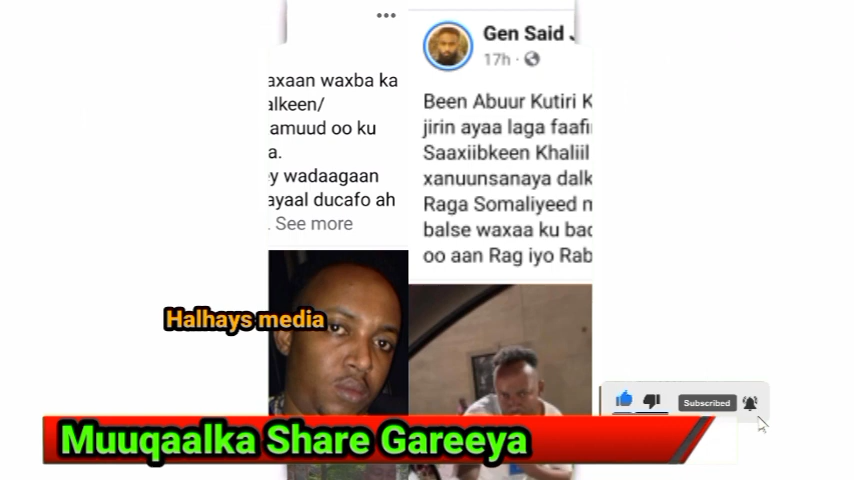 axaan waxba ka
alkeen/
amuud oo ku
a.
y wadaagaan
ayaal ducafo ah
. See more
Gen Said J
17h ·
Been Abuur Kutiri K
jirin ayaa laga faafi
Saaxiibkeen Khaliil
xanuunsanaya dalk
Raga Somaliyeed m
balse waxaa ku bad
oo aan Rag iyo Rab
Halhays media
Subscribed
Muuqaalka Share Gareeya